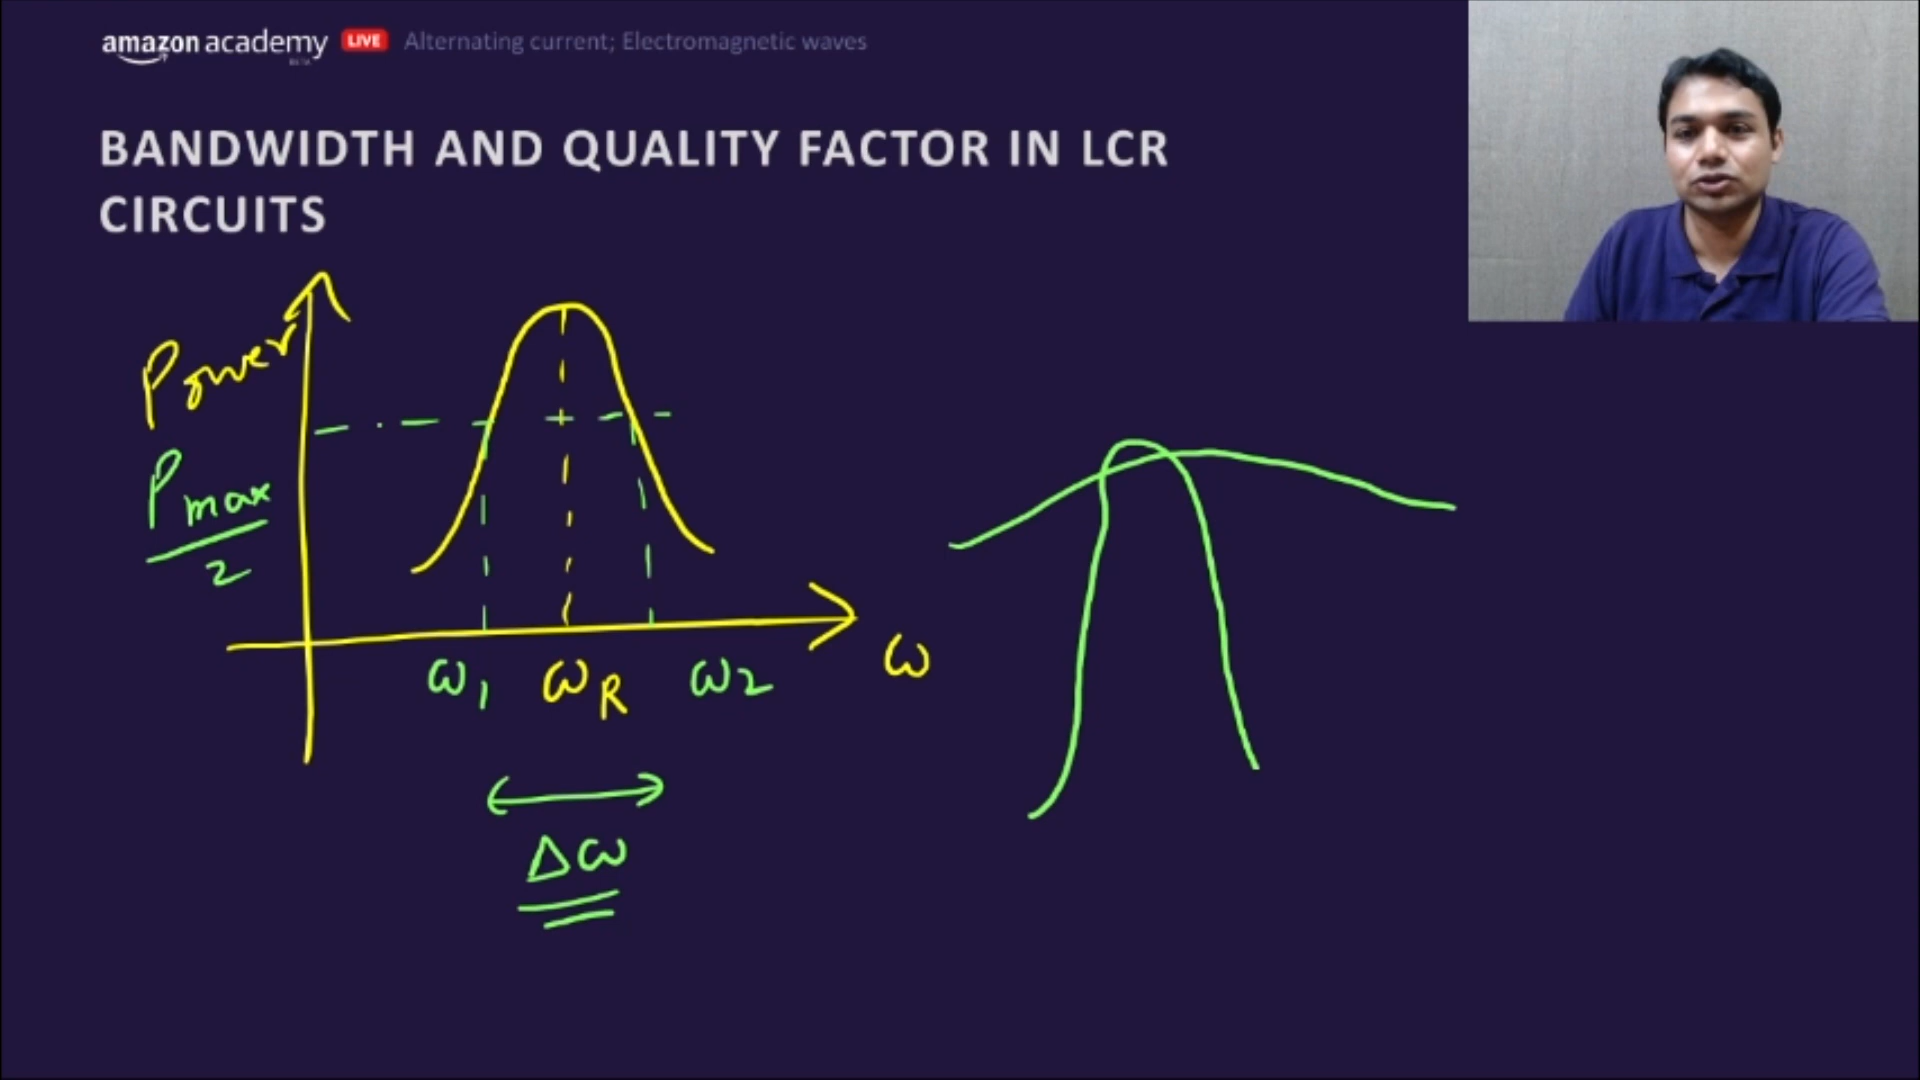 amazon academy LIVE Alternating current; Electromagnetic waves
BETA
BANDWIDTH AND QUALITY FACTOR IN LCR
CIRCUITS
Power
Pmax
2
ω1 ωR ω2 ω
Δω